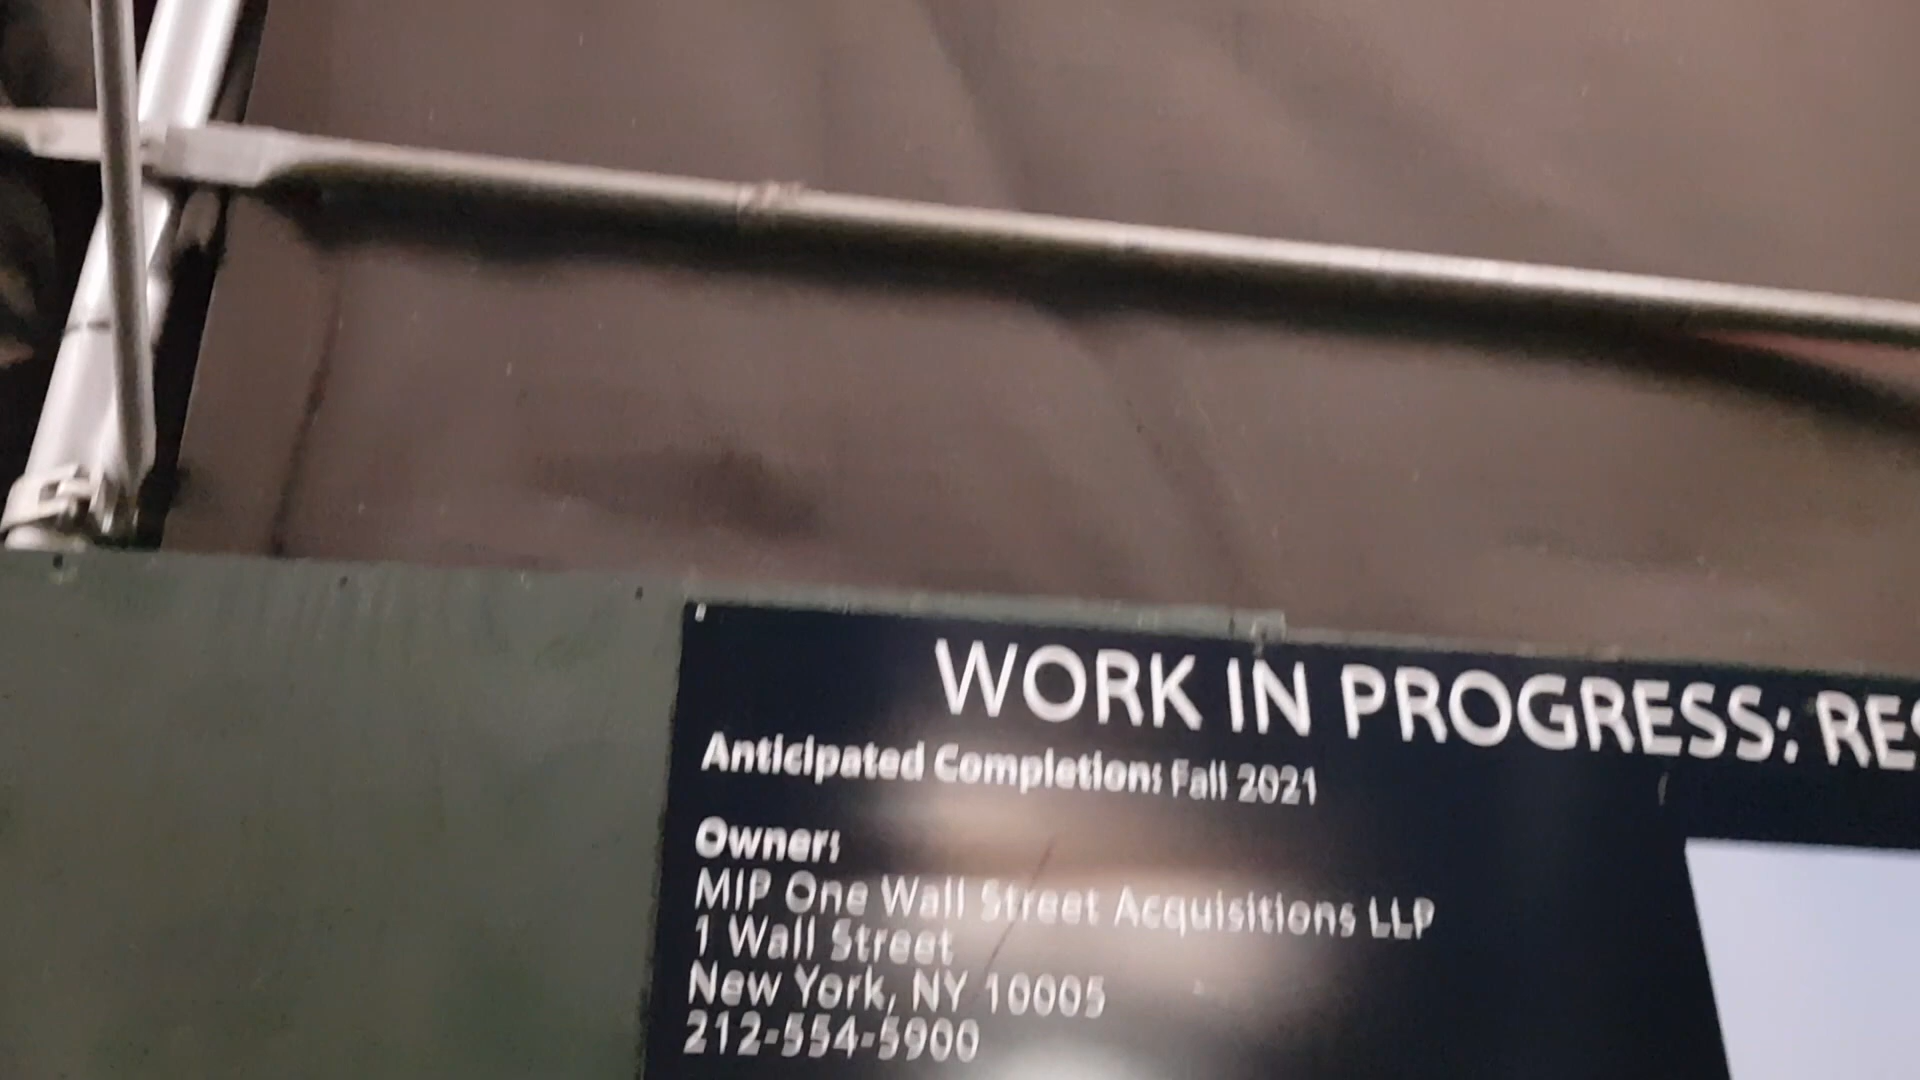 WORK IN PROGRESS: RES
Anticipated Completion: Fall 2021
Owner:
MIP One Wall Street Acquisitions LLP
1 Wall Street
New York, NY 10005
212-554-5900